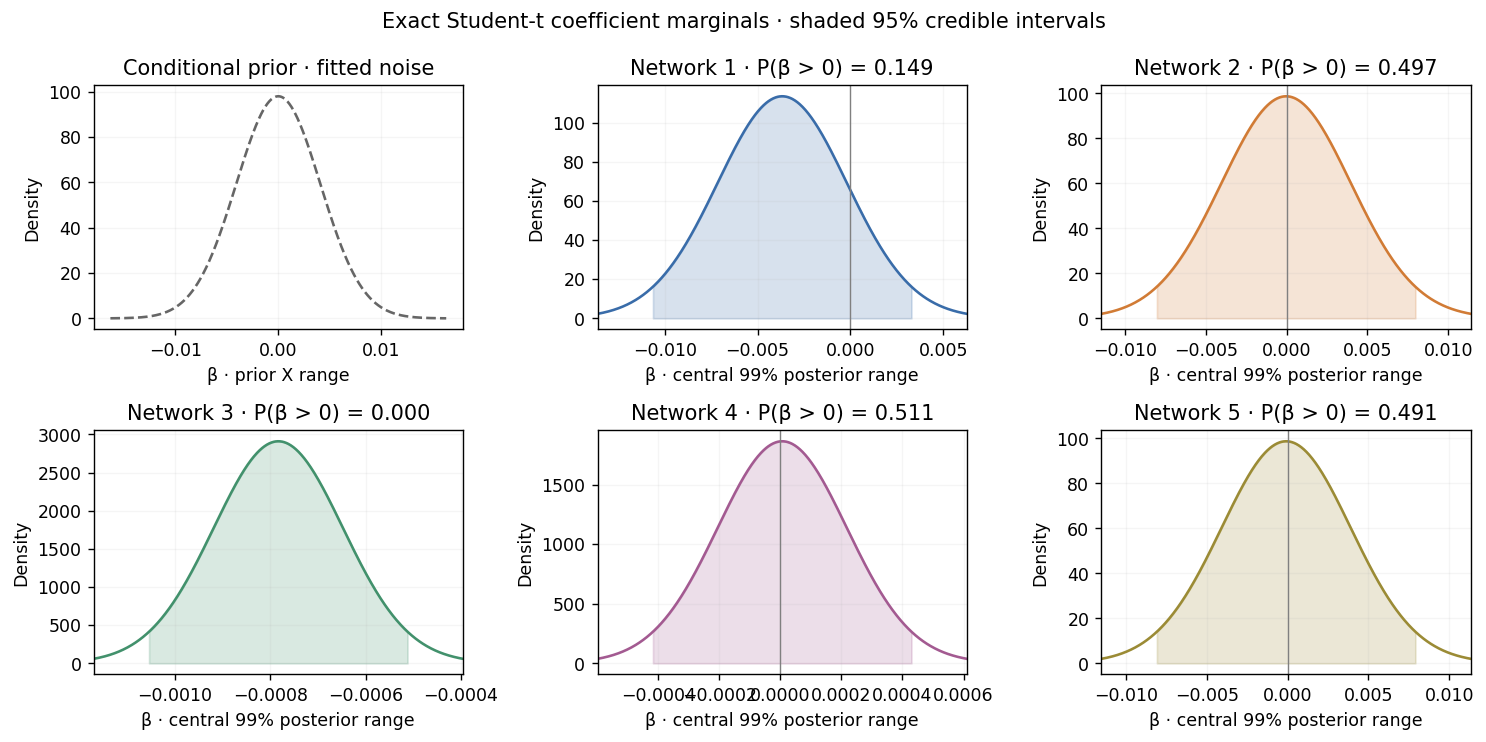 Exact Student-t coefficient marginals · shaded 95% credible intervals
Conditional prior · fitted noise
100
80
60
40
20
0
Density
−0.01 0.00 0.01
β · prior X range
Network 1 · P(β > 0) = 0.149
100
80
60
40
20
0
Density
−0.010 −0.005 0.000 0.005
β · central 99% posterior range
Network 2 · P(β > 0) = 0.497
100
80
60
40
20
0
Density
−0.010 −0.005 0.000 0.005 0.010
β · central 99% posterior range
Network 3 · P(β > 0) = 0.000
3000
2500
2000
1500
1000
500
0
Density
−0.0010 −0.0008 −0.0006 −0.0004
β · central 99% posterior range
Network 4 · P(β > 0) = 0.511
1500
1000
500
0
Density
−0.0004 −0.0002 0.0000 0.0002 0.0004 0.0006
β · central 99% posterior range
Network 5 · P(β > 0) = 0.491
100
80
60
40
20
0
Density
−0.010 −0.005 0.000 0.005 0.010
β · central 99% posterior range